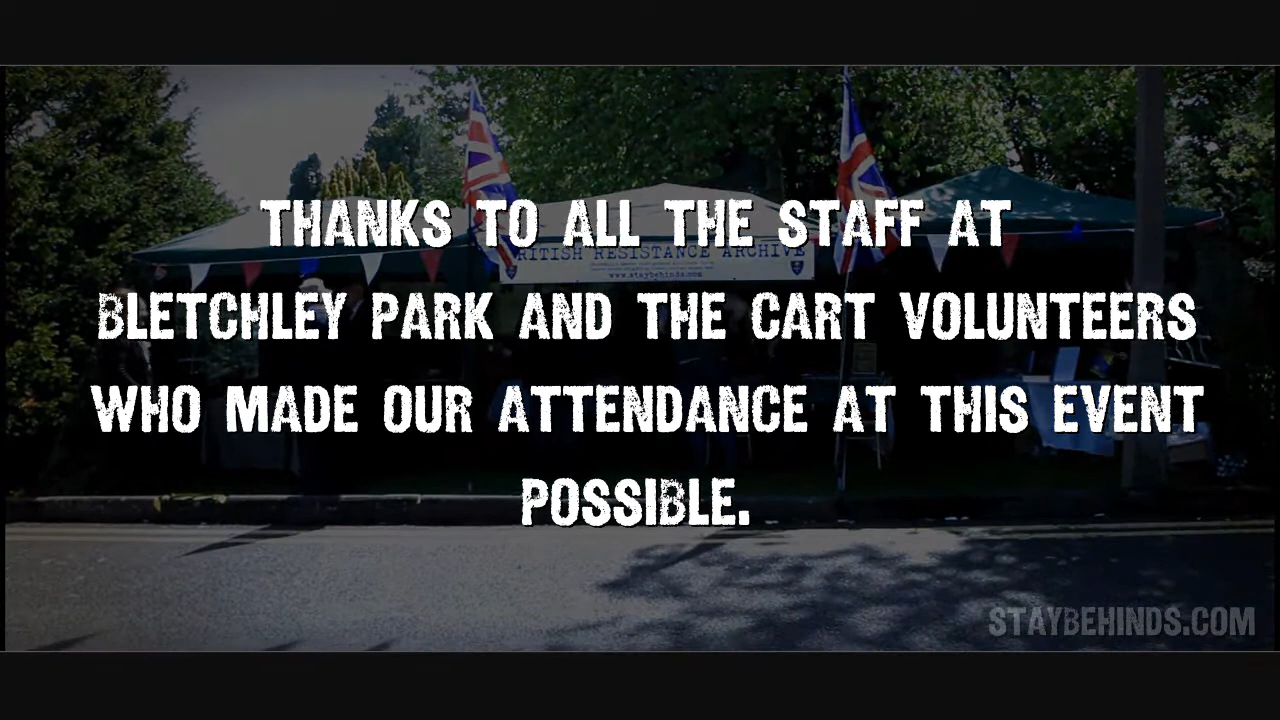 THANKS TO ALL THE STAFF AT
BRITISH RESISTANCE ARCHIVE
www.staybehinds.com
BLETCHLEY PARK AND THE CART VOLUNTEERS
WHO MADE OUR ATTENDANCE AT THIS EVENT
POSSIBLE.
STAYBEHINDS.COM